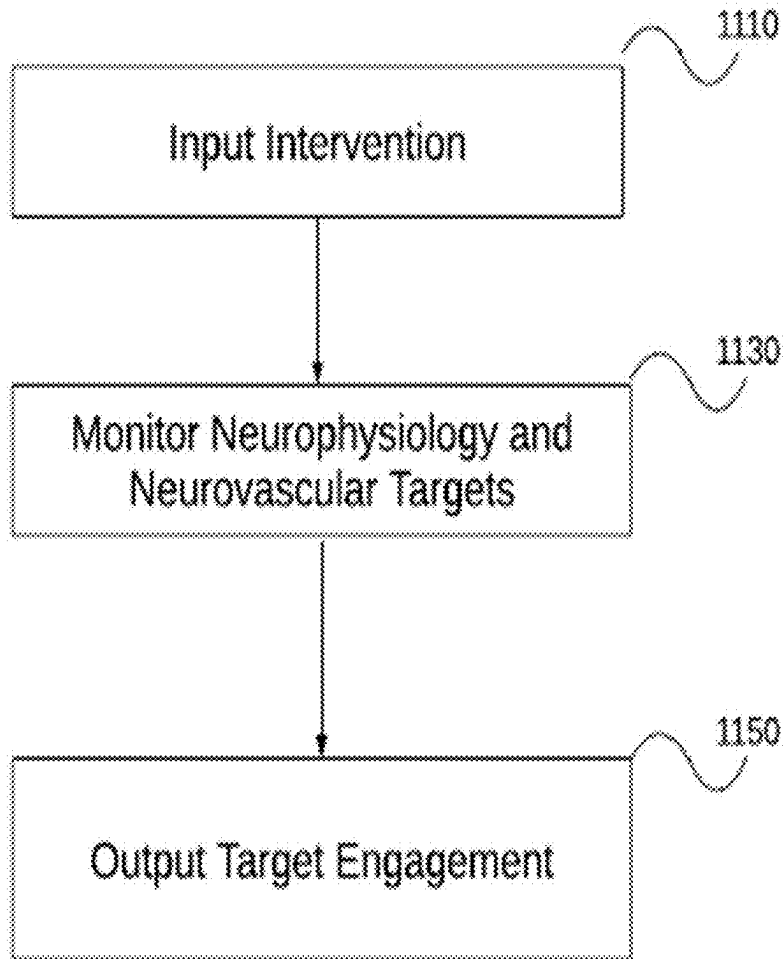 1110
Input Intervention
1130
Monitor Neurophysiology and
Neurovascular Targets
1150
Output Target Engagement